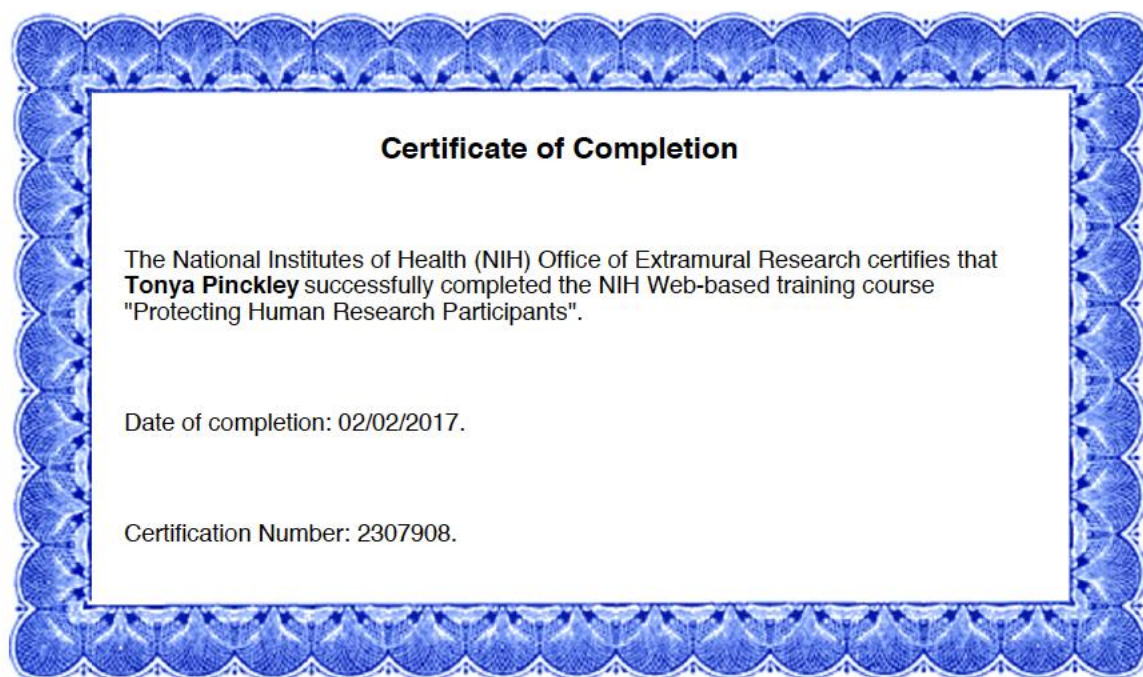 Certificate of Completion
The National Institutes of Health (NIH) Office of Extramural Research certifies that
Tonya Pinckley successfully completed the NIH Web-based training course
"Protecting Human Research Participants".
Date of completion: 02/02/2017.
Certification Number: 2307908.